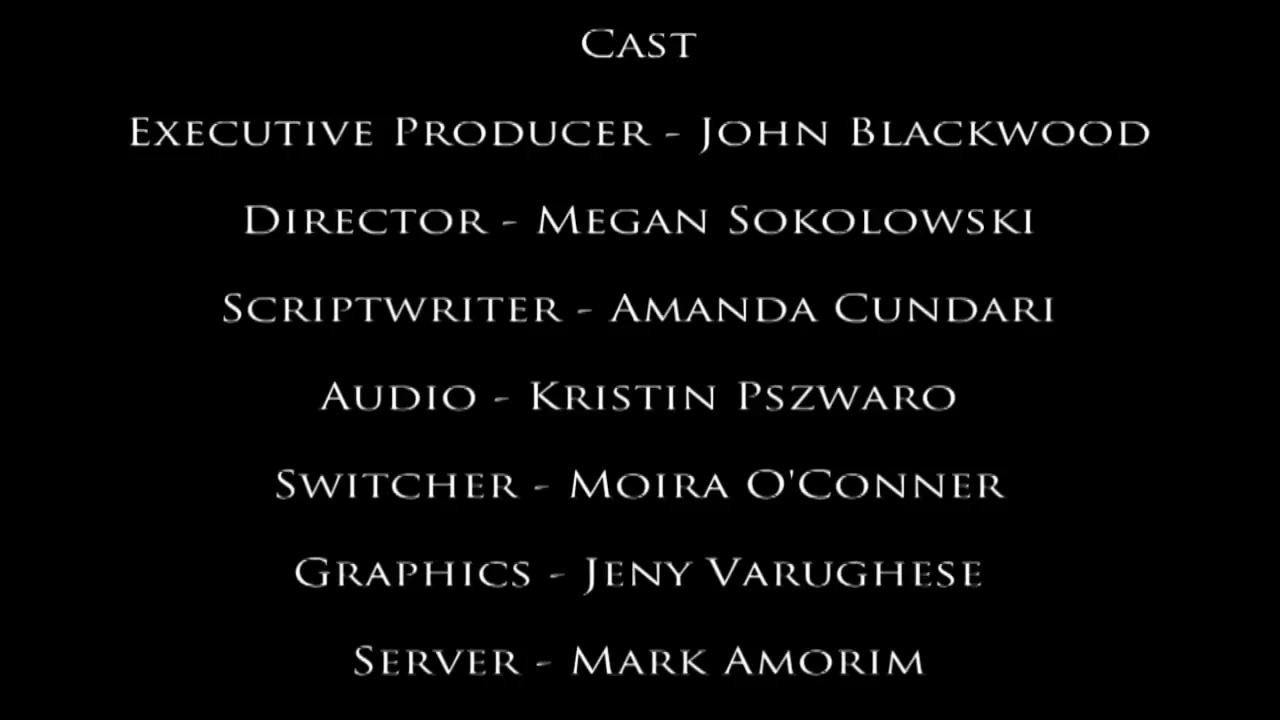 Cast
Executive Producer - John Blackwood
Director - Megan Sokolowski
Scriptwriter - Amanda Cundari
Audio - Kristin Pszwaro
Switcher - Moira O'Conner
Graphics - Jeny Varughese
Server - Mark Amorim